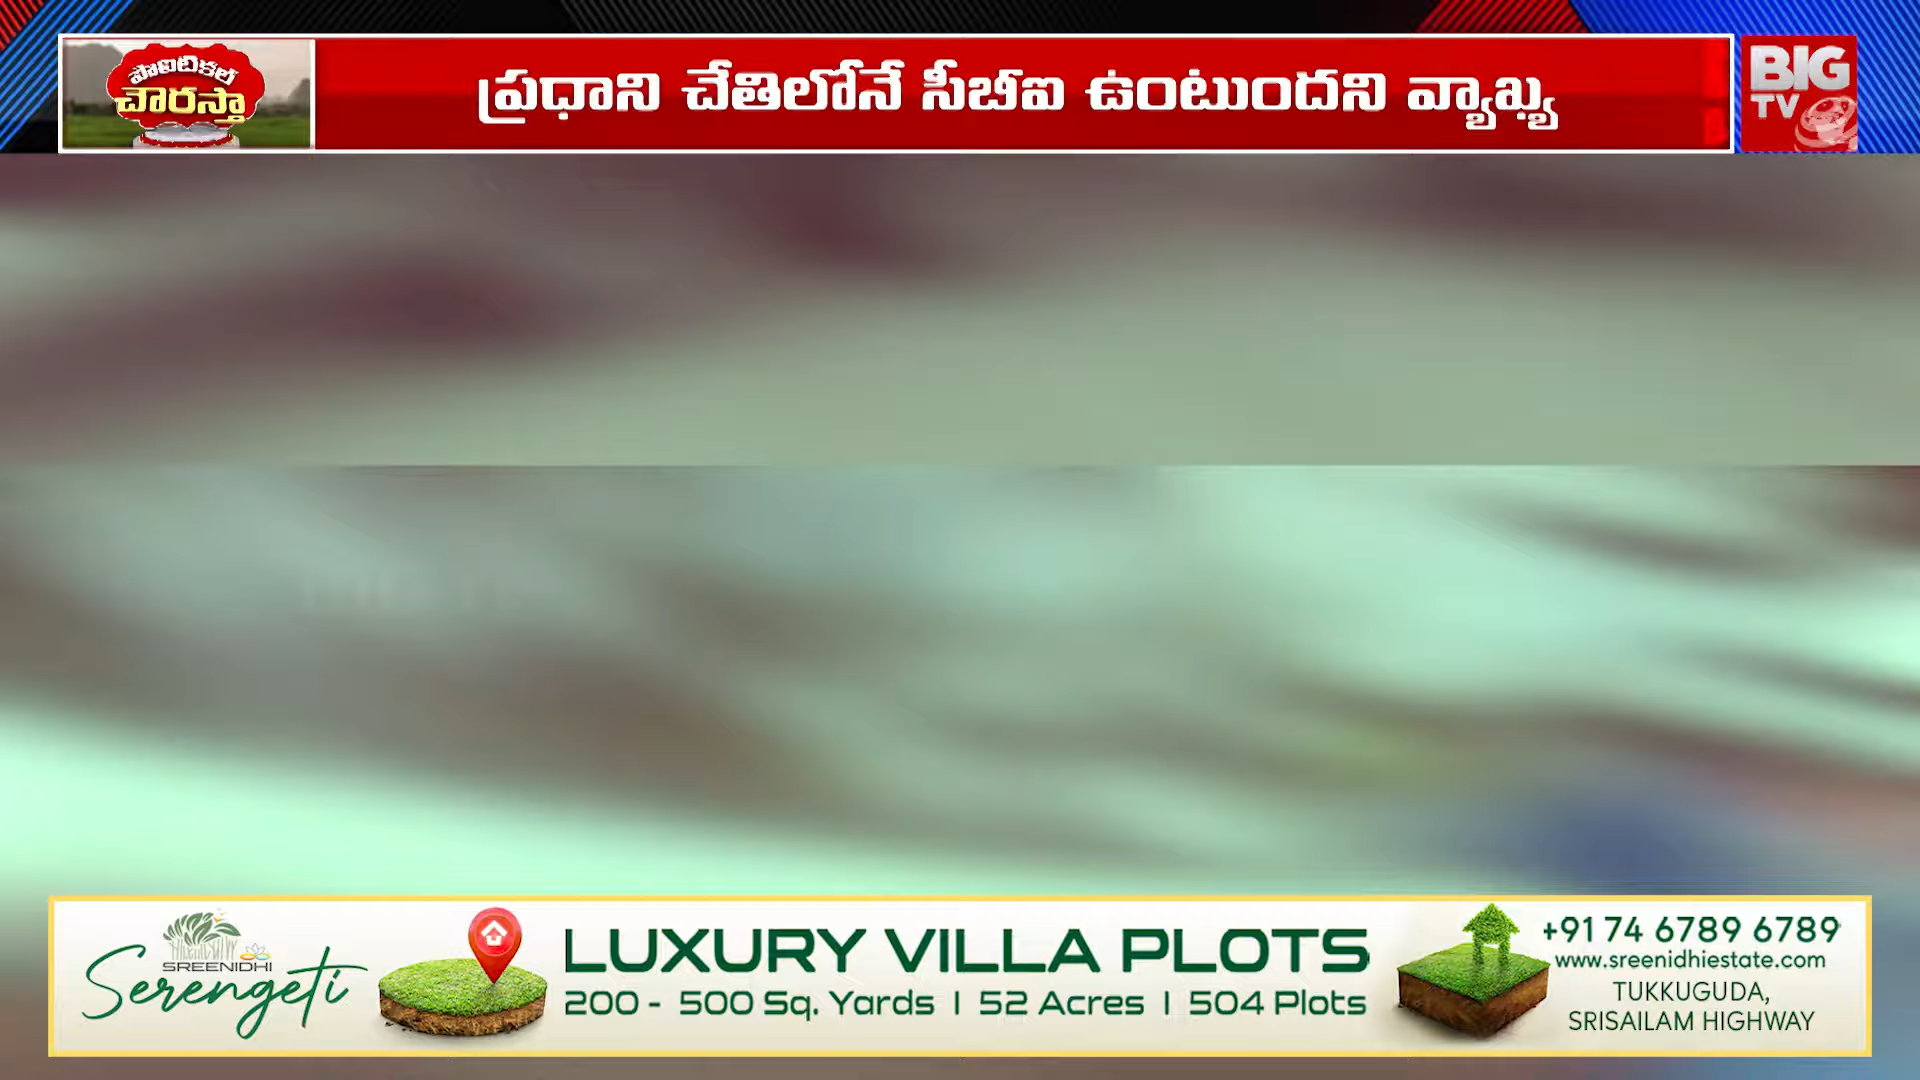 పొలిటికల్
చౌరస్తా
ప్రధాని చేతిలోనే సీబీఐ ఉంటుందని వ్యాఖ్య
BIG
TV
SREENIDHI
Serengeti
LUXURY VILLA PLOTS
200 - 500 Sq. Yards I 52 Acres I 504 Plots
+91 74 6789 6789
www.sreenidhiestate.com
TUKKUGUDA,
SRISAILAM HIGHWAY